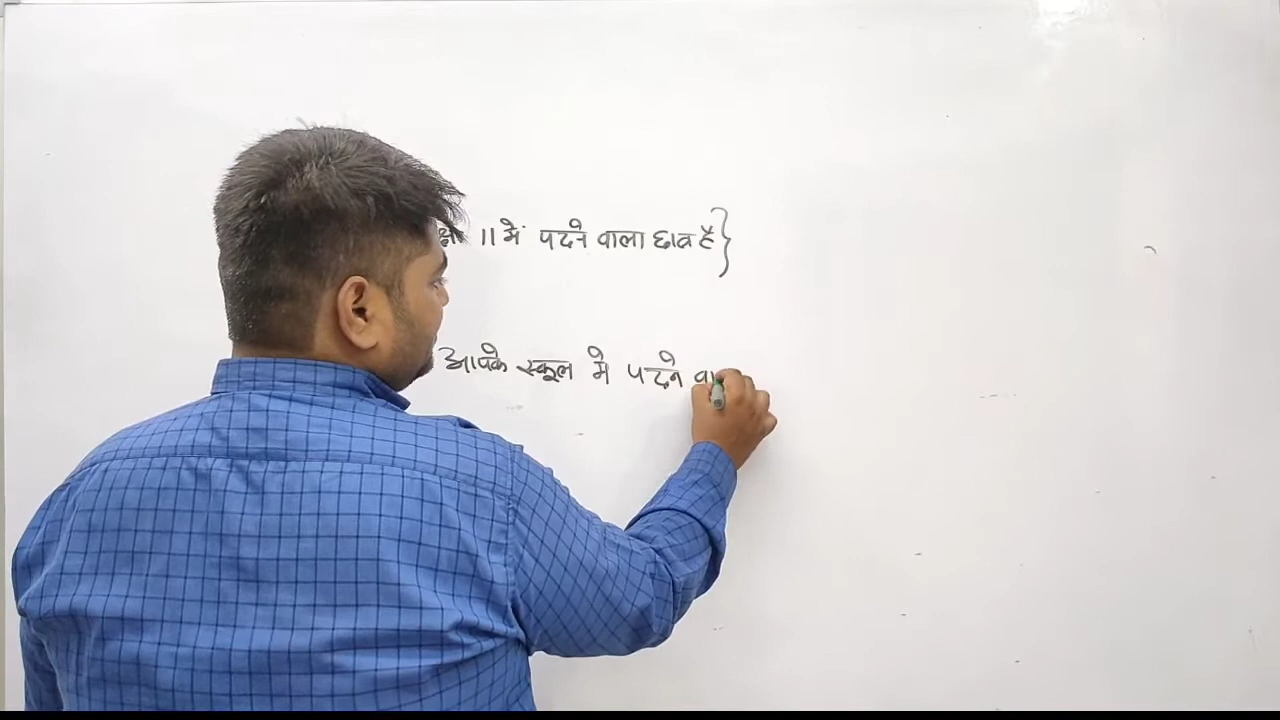 11 में पढने वाला छात्र है}
आपके स्कूल मे पढने